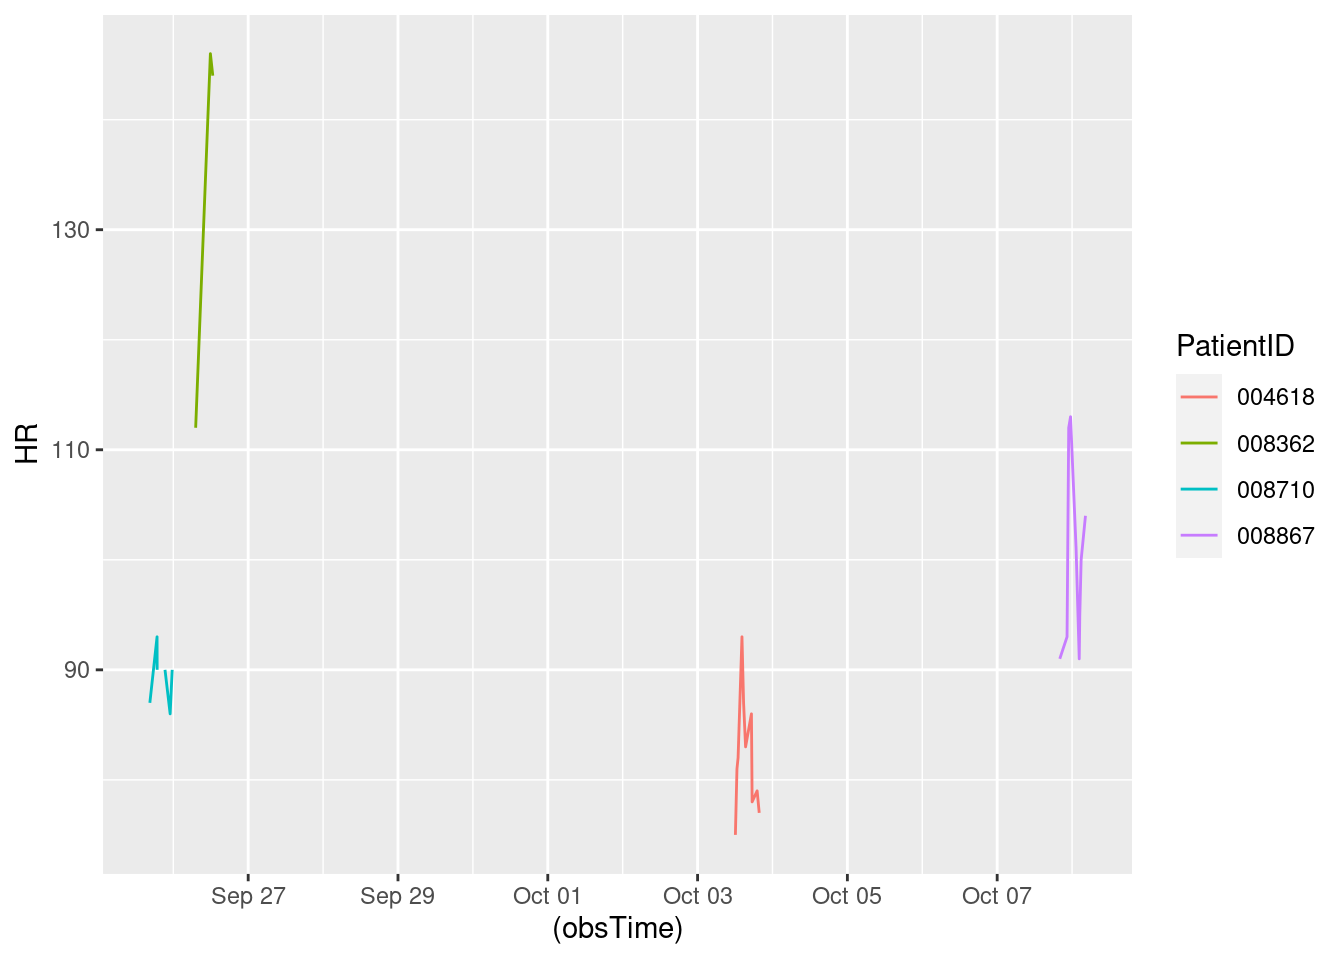 130
110
90
HR
Sep 27
Sep 29
Oct 01
Oct 03
Oct 05
Oct 07
(obsTime)
PatientID
004618
008362
008710
008867